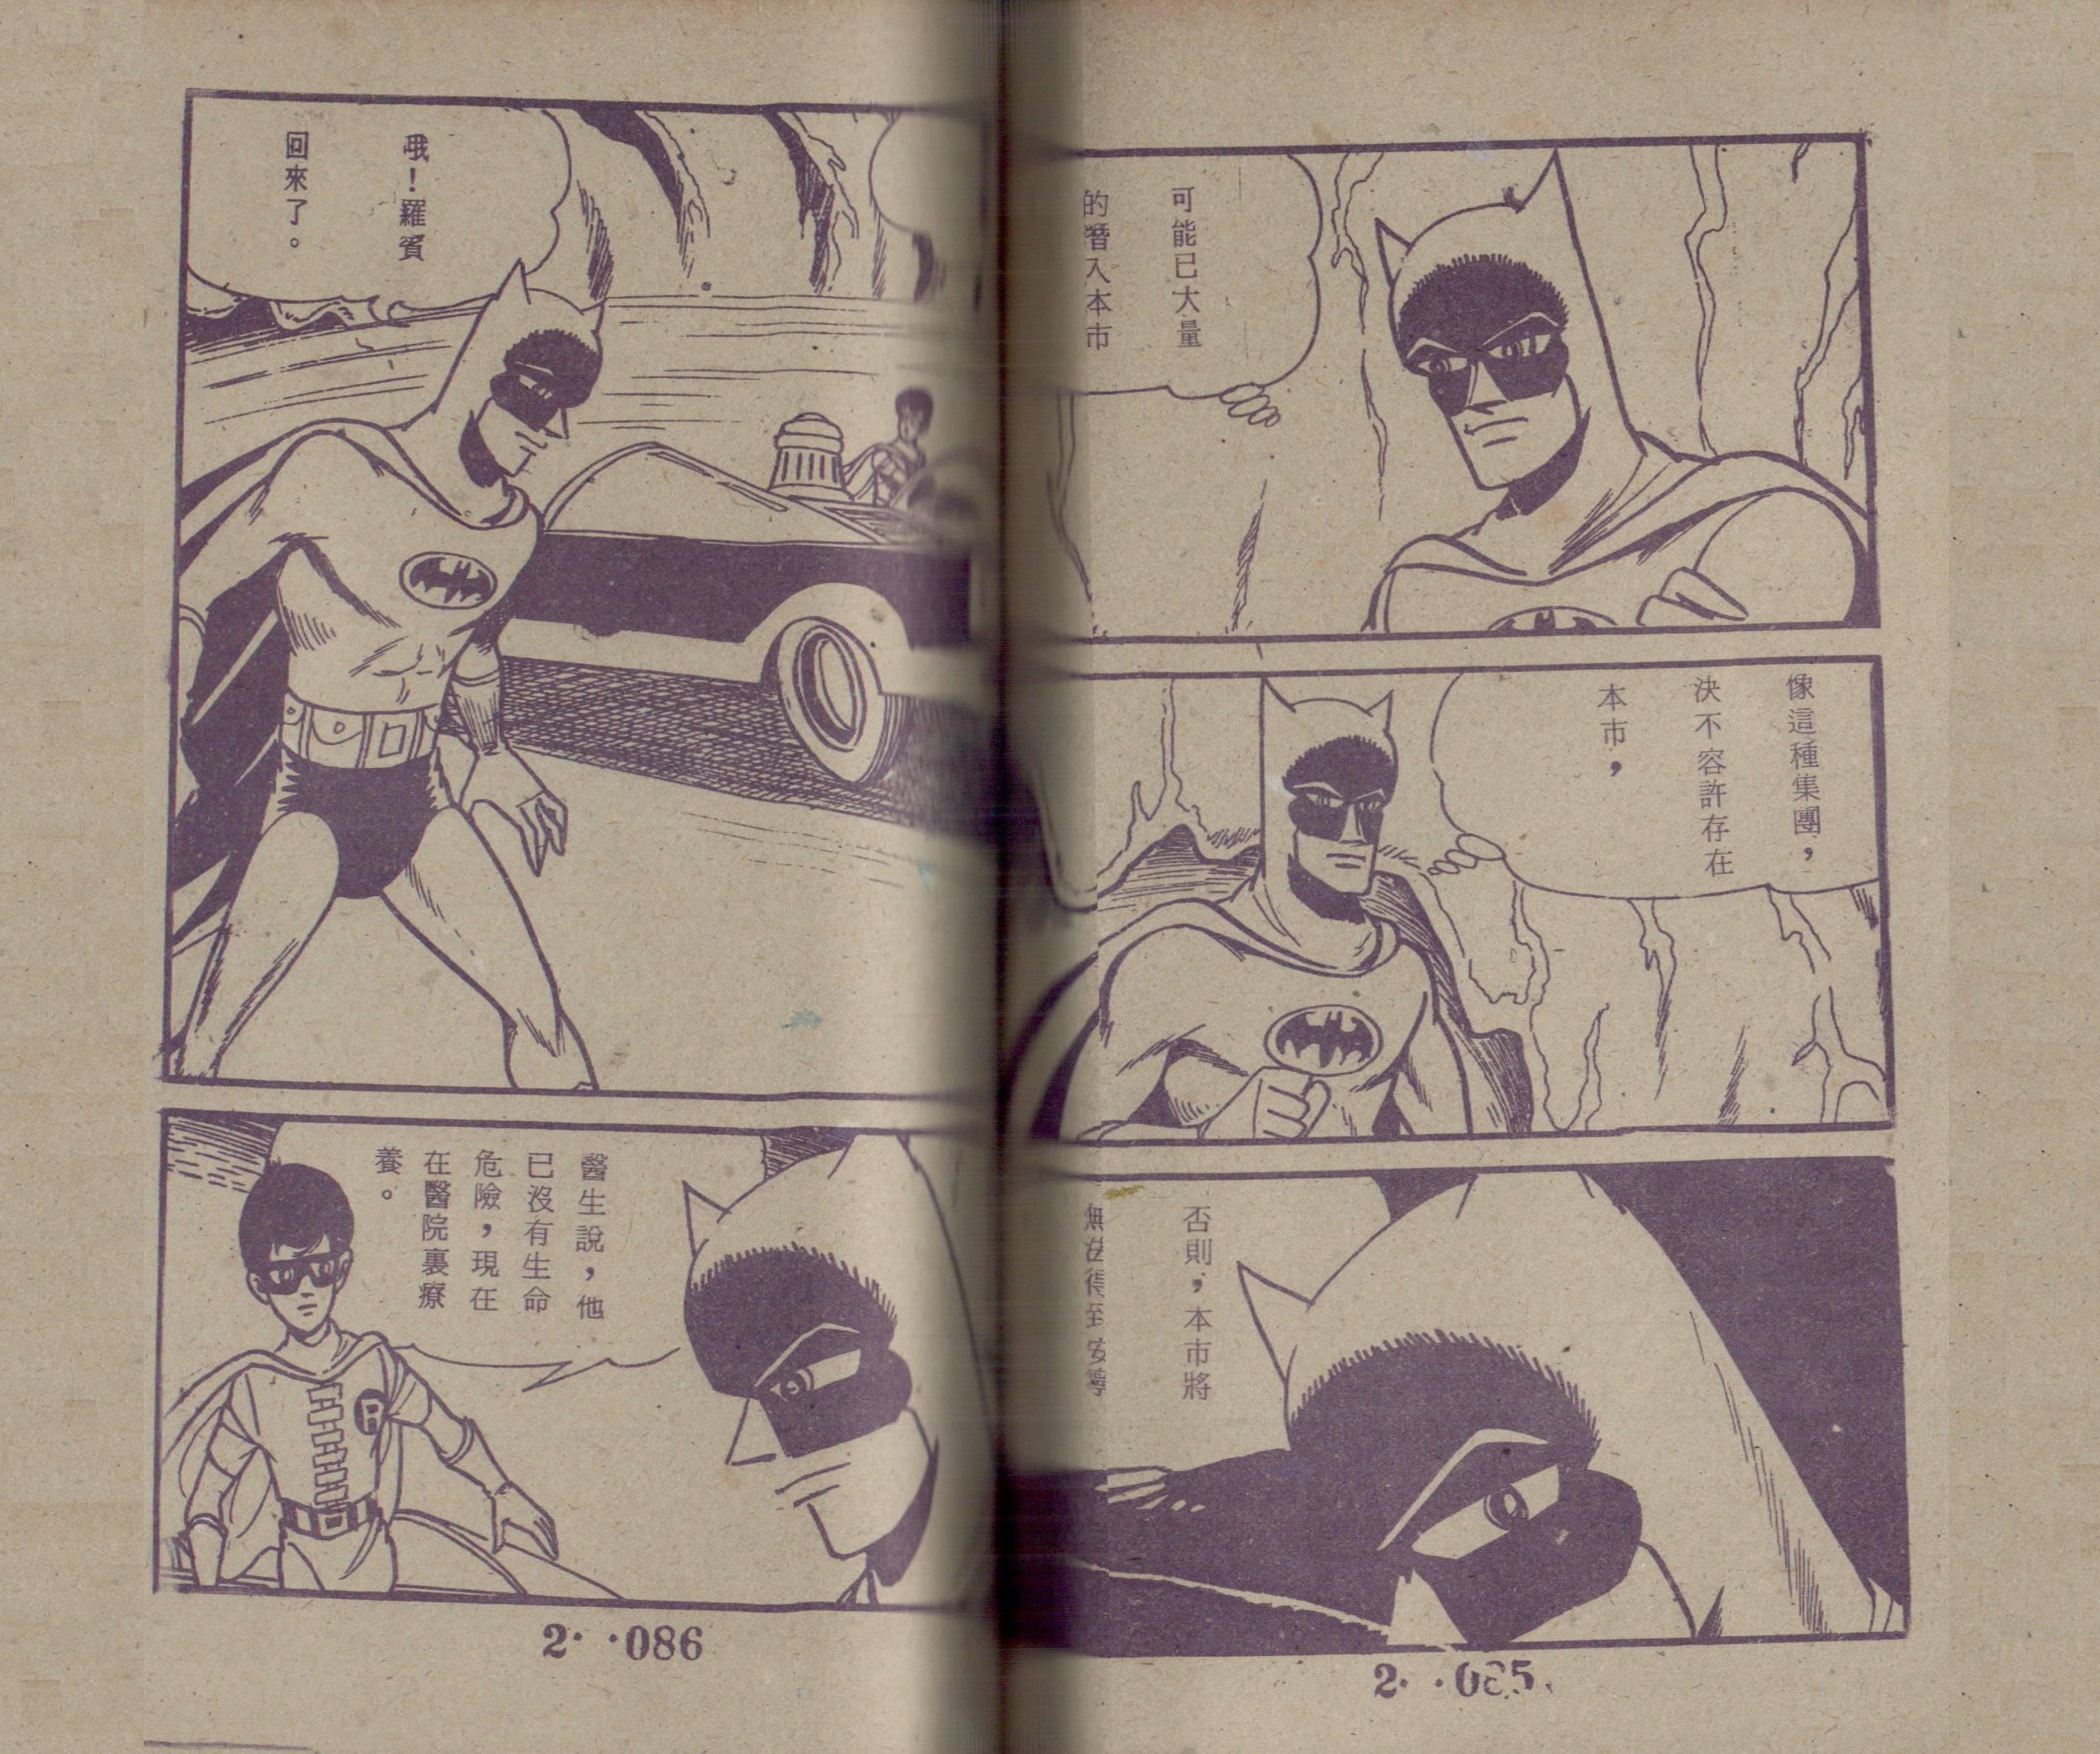 可能已大量
的潛入本市
像這種集團，
決不容許存在
本市，
否則，本市將
無法得到安寧
2··085
哦！羅賓
回來了。
醫生說，他
已沒有生命
危險，現在
在醫院裏療
養。
R
2··086